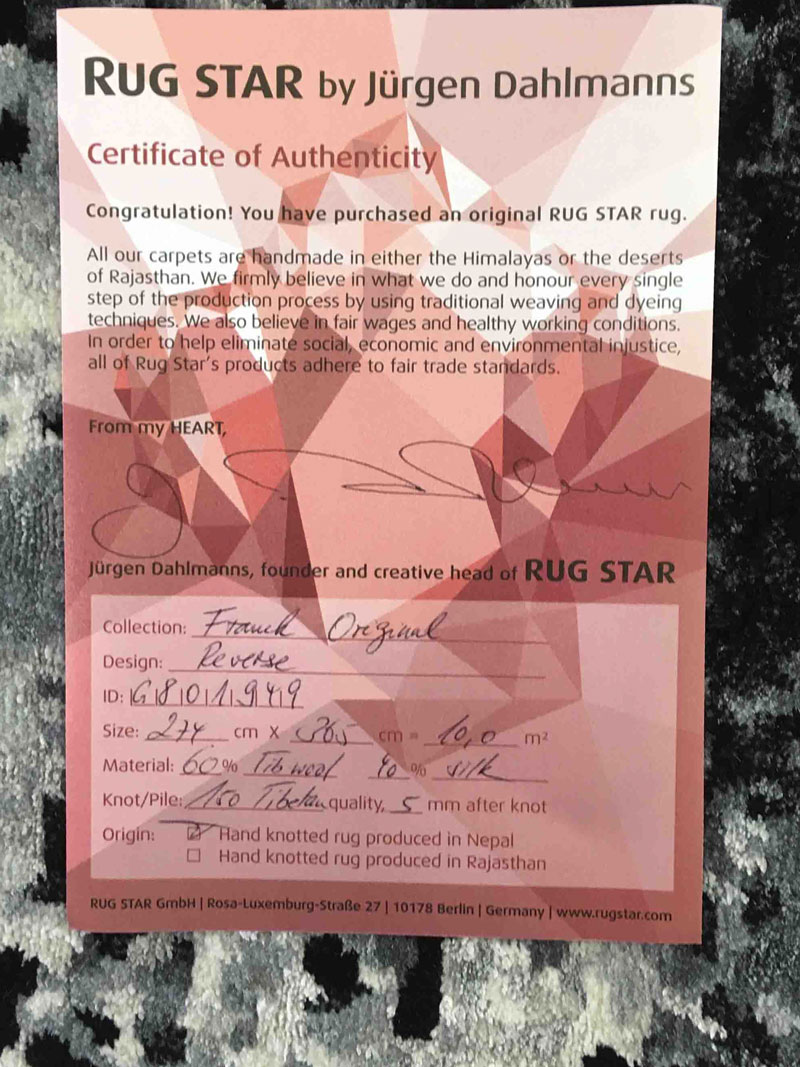 RUG STAR by Jürgen Dahlmanns
Certificate of Authenticity
Congratulation! You have purchased an original RUG STAR rug.
All our carpets are handmade in either the Himalayas or the deserts
of Rajasthan. We firmly believe in what we do and honour every single
step of the production process by using traditional weaving and dyeing
techniques. We also believe in fair wages and healthy working conditions.
In order to help eliminate social, economic and environmental injustice,
all of Rug Star's products adhere to fair trade standards.
From my HEART,
Jürgen Dahlmanns, founder and creative head of RUG STAR
Collection: Franck Original
Design: Reverse
ID: G801949
Size: 274 cm X 365 cm = 10,0 m²
Material: 60% Tib wool 40% silk
Knot/Pile: 150 Tibetan quality, 5 mm after knot
Origin: ☑ Hand knotted rug produced in Nepal
☐ Hand knotted rug produced in Rajasthan
RUG STAR GmbH | Rosa-Luxemburg-Straße 27 | 10178 Berlin | Germany | www.rugstar.com